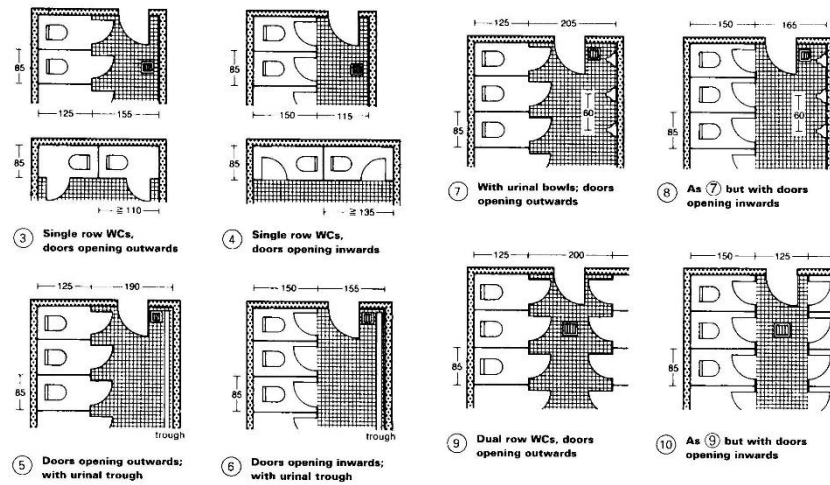 85
125
155
85
≧ 110
3 Single row WCs,
doors opening outwards
85
150
115
85
≧ 135
4 Single row WCs,
doors opening inwards
125
190
85
trough
5 Doors opening outwards;
with urinal trough
150
155
85
trough
6 Doors opening inwards;
with urinal trough
125
205
60
85
7 With urinal bowls; doors
opening outwards
150
165
60
85
8 As 7 but with doors
opening inwards
125
200
85
9 Dual row WCs, doors
opening outwards
150
125
85
10 As 9 but with doors
opening inwards